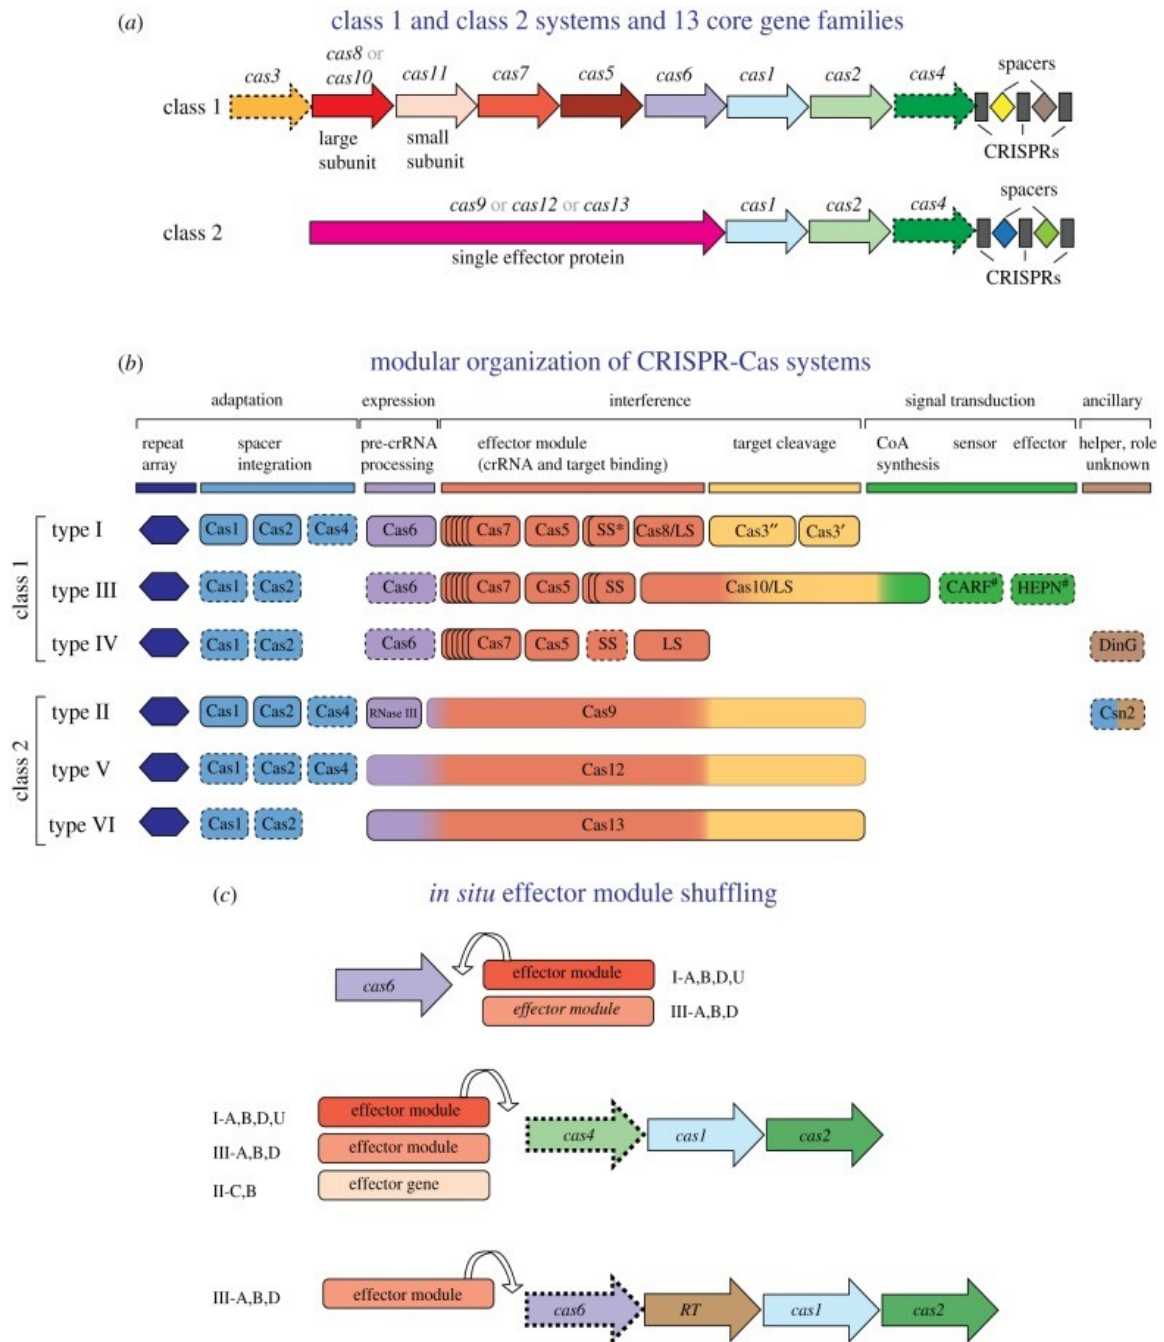 (a) class 1 and class 2 systems and 13 core gene families
cas3 cas8 or cas10 cas11 cas7 cas5 cas6 cas1 cas2 cas4 spacers
class 1
large subunit small subunit CRISPRs
cas9 or cas12 or cas13 cas1 cas2 cas4 spacers
class 2
single effector protein CRISPRs
(b) modular organization of CRISPR-Cas systems
adaptation expression interference signal transduction ancillary
repeat array spacer integration pre-crRNA processing effector module (crRNA and target binding) target cleavage CoA synthesis sensor effector helper, role unknown
class 1
type I Cas1 Cas2 Cas4 Cas6 Cas7 Cas5 SS* Cas8/LS Cas3″ Cas3′
type III Cas1 Cas2 Cas6 Cas7 Cas5 SS Cas10/LS CARF# HEPN#
type IV Cas1 Cas2 Cas6 Cas7 Cas5 SS LS DinG
class 2
type II Cas1 Cas2 Cas4 RNase III Cas9 Csn2
type V Cas1 Cas2 Cas4 Cas12
type VI Cas1 Cas2 Cas13
(c) in situ effector module shuffling
cas6 effector module I-A,B,D,U
effector module III-A,B,D
I-A,B,D,U effector module
III-A,B,D effector module cas4 cas1 cas2
II-C,B effector gene
III-A,B,D effector module cas6 RT cas1 cas2